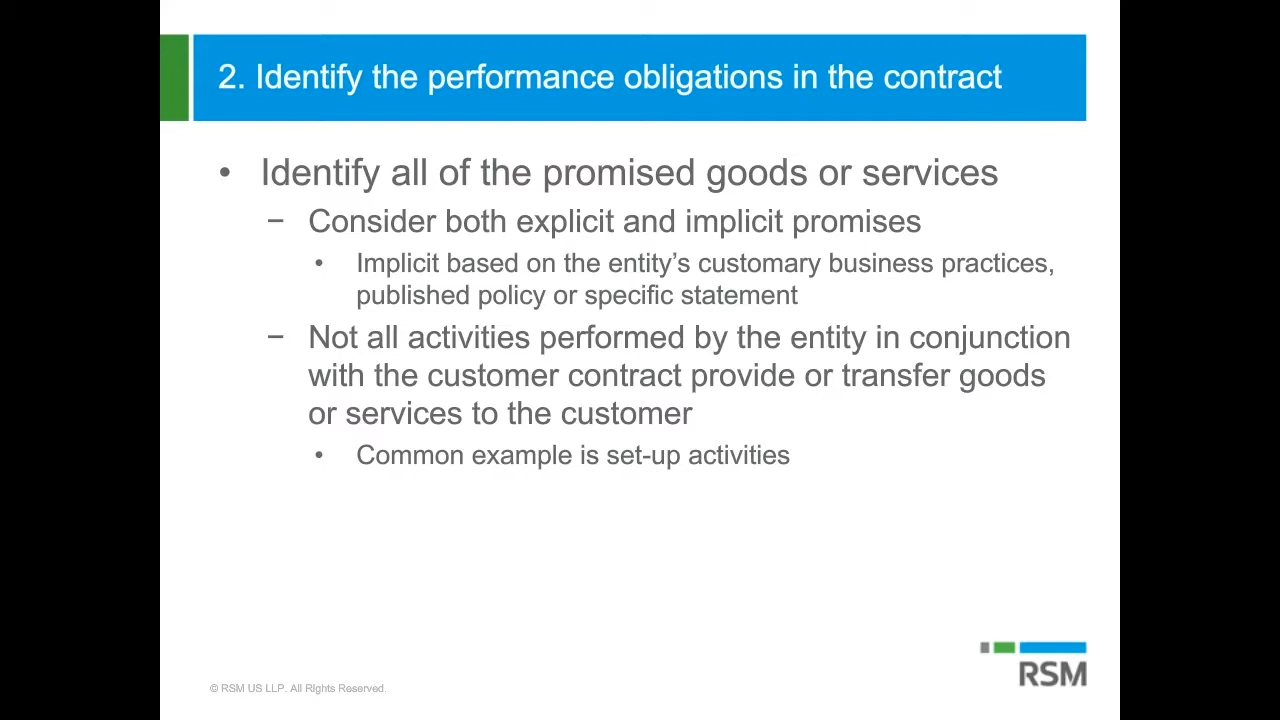 2. Identify the performance obligations in the contract
• Identify all of the promised goods or services
− Consider both explicit and implicit promises
• Implicit based on the entity’s customary business practices,
published policy or specific statement
− Not all activities performed by the entity in conjunction
with the customer contract provide or transfer goods
or services to the customer
• Common example is set-up activities
RSM
© RSM US LLP. All Rights Reserved.